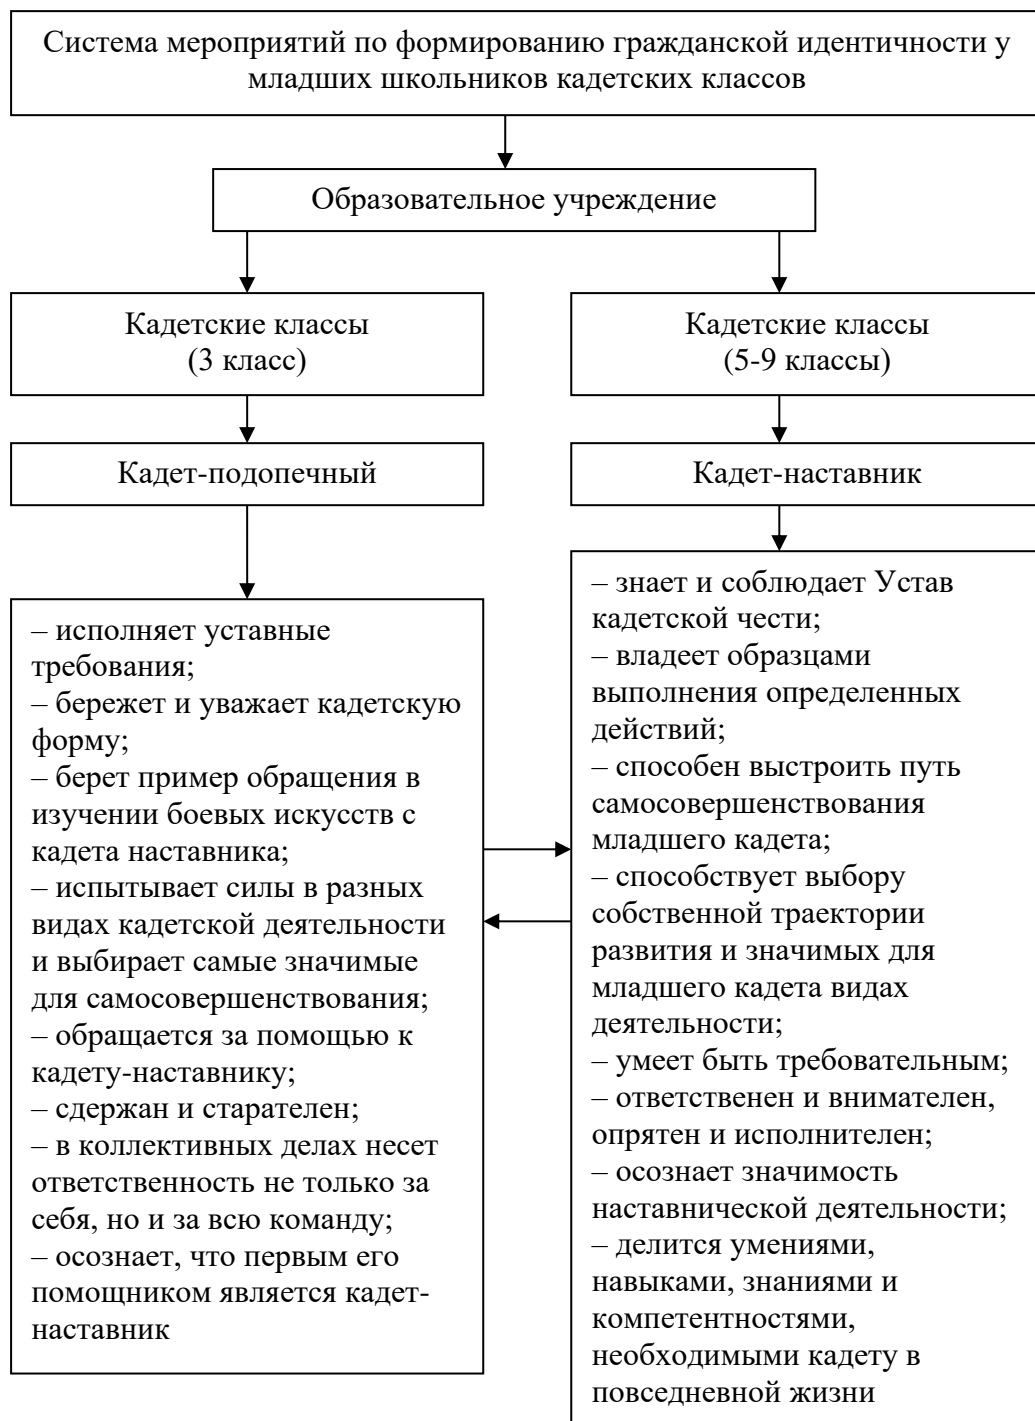 Система мероприятий по формированию гражданской идентичности у
младших школьников кадетских классов
Образовательное учреждение
Кадетские классы
(3 класс)
Кадетские классы
(5-9 классы)
Кадет-подопечный
Кадет-наставник
– исполняет уставные
требования;
– бережет и уважает кадетскую
форму;
– берет пример обращения в
изучении боевых искусств с
кадета наставника;
– испытывает силы в разных
видах кадетской деятельности
и выбирает самые значимые
для самосовершенствования;
– обращается за помощью к
кадету-наставнику;
– сдержан и старателен;
– в коллективных делах несет
ответственность не только за
себя, но и за всю команду;
– осознает, что первым его
помощником является кадет-
наставник
– знает и соблюдает Устав
кадетской чести;
– владеет образцами
выполнения определенных
действий;
– способен выстроить путь
самосовершенствования
младшего кадета;
– способствует выбору
собственной траектории
развития и значимых для
младшего кадета видах
деятельности;
– умеет быть требовательным;
– ответственен и внимателен,
опрятен и исполнителен;
– осознает значимость
наставнической деятельности;
– делится умениями,
навыками, знаниями и
компетентностями,
необходимыми кадету в
повседневной жизни